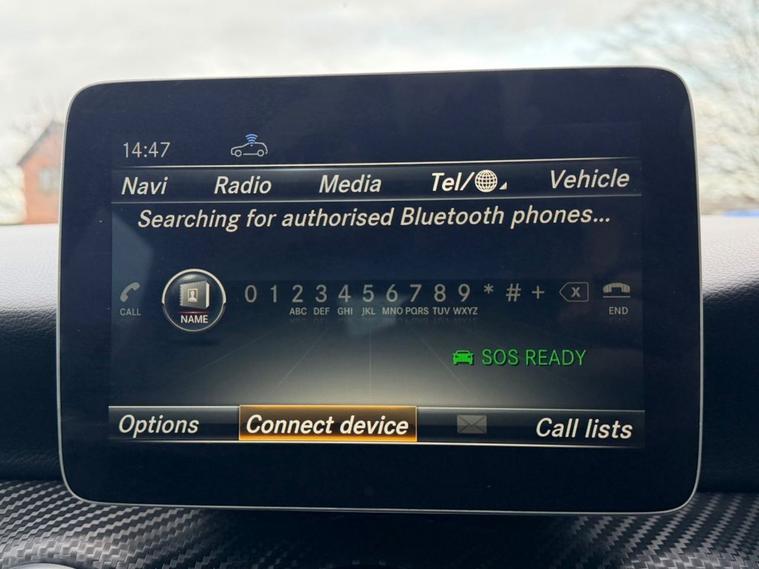 14:47
Navi Radio Media Tel/ Vehicle
Searching for authorised Bluetooth phones...
0 1 2 3 4 5 6 7 8 9 * # + X
CALL NAME ABC DEF GHI JKL MNO PQRS TUV WXYZ END
SOS READY
Options Connect device Call lists